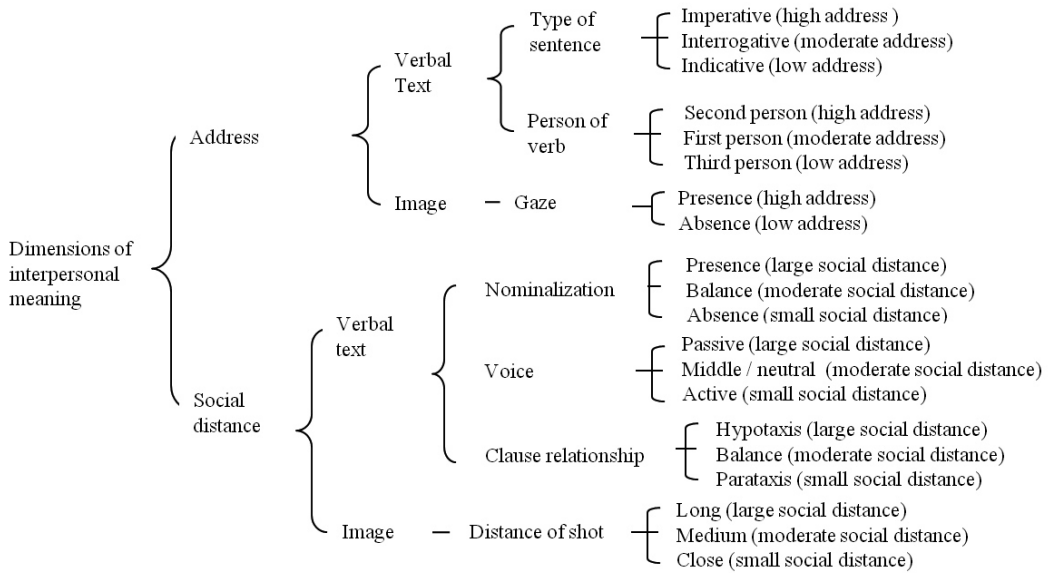 Dimensions of
interpersonal
meaning
Address
Verbal
Text
Type of
sentence
Imperative (high address )
Interrogative (moderate address)
Indicative (low address)
Person of
verb
Second person (high address)
First person (moderate address)
Third person (low address)
Image – Gaze
Presence (high address)
Absence (low address)
Social
distance
Verbal
text
Nominalization
Presence (large social distance)
Balance (moderate social distance)
Absence (small social distance)
Voice
Passive (large social distance)
Middle / neutral (moderate social distance)
Active (small social distance)
Clause relationship
Hypotaxis (large social distance)
Balance (moderate social distance)
Parataxis (small social distance)
Image – Distance of shot
Long (large social distance)
Medium (moderate social distance)
Close (small social distance)